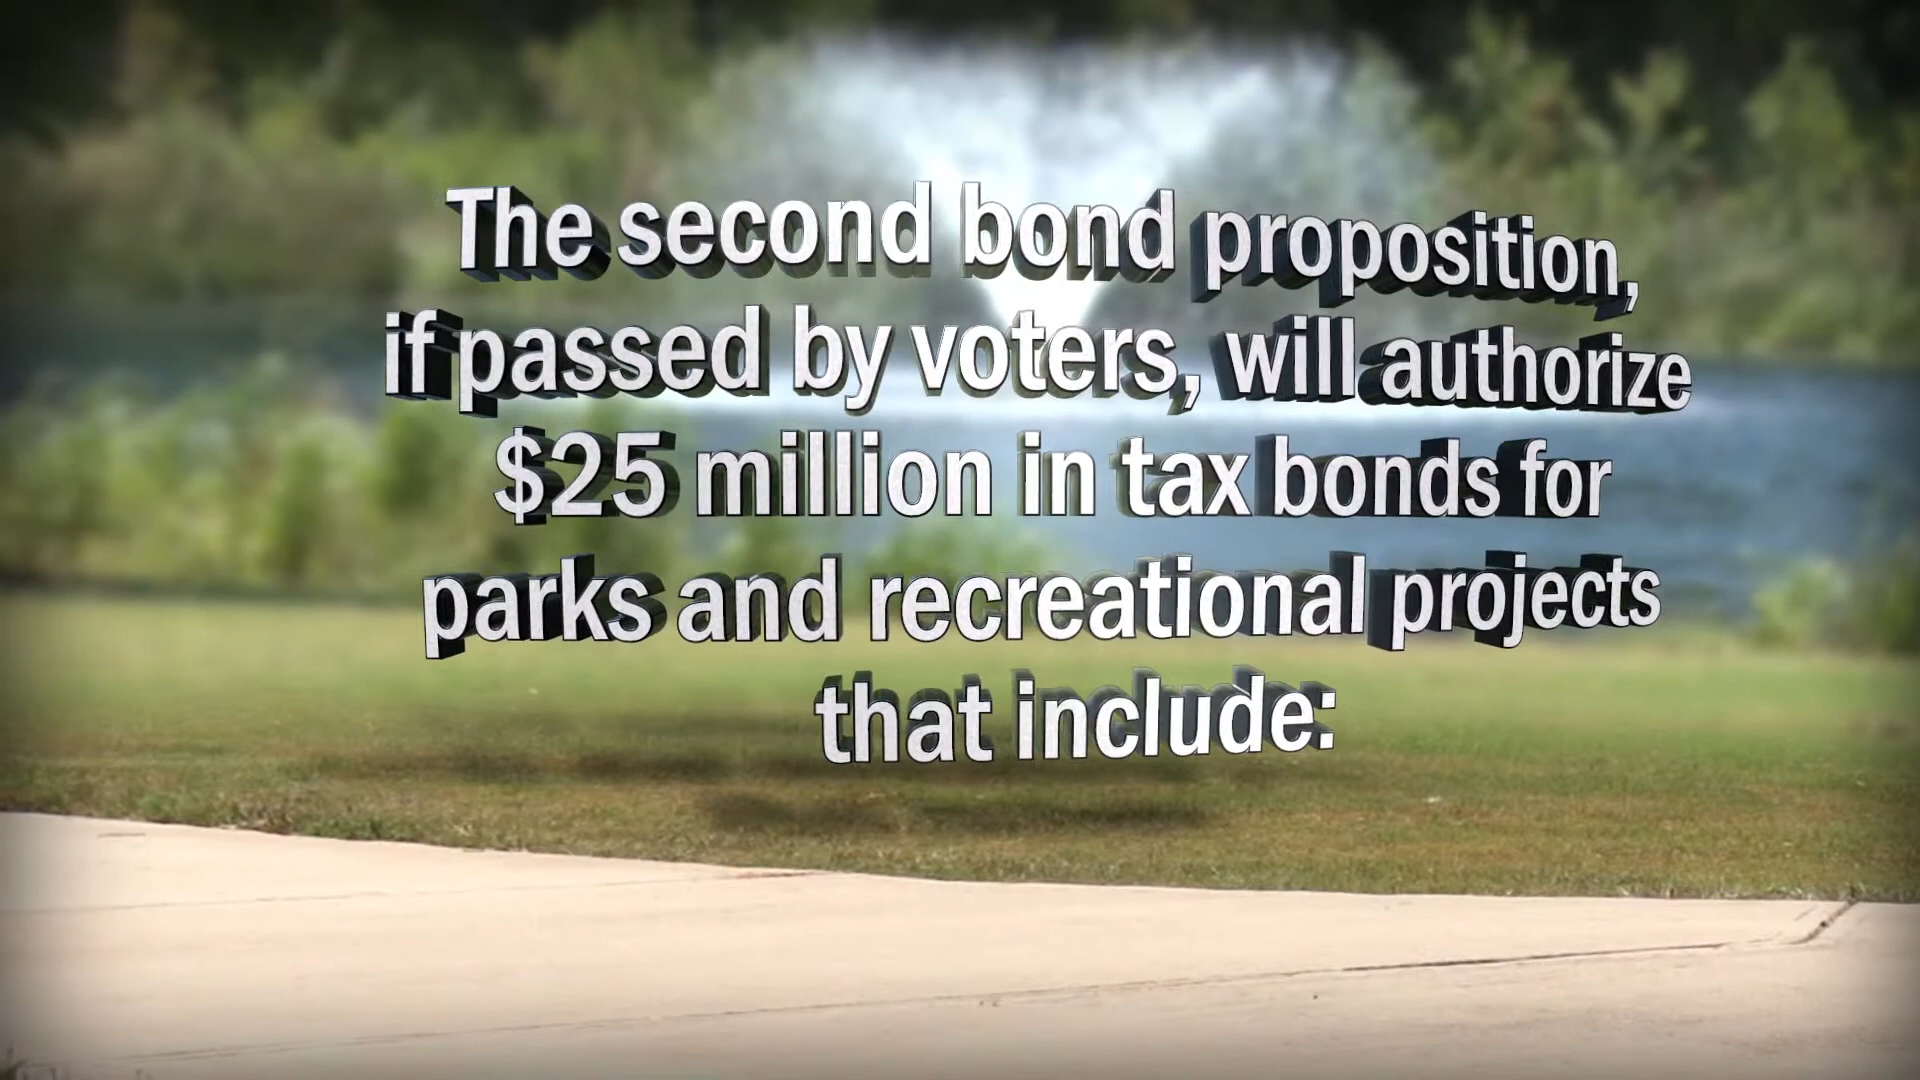 The second bond proposition,
if passed by voters, will authorize
$25 million in tax bonds for
parks and recreational projects
that include: